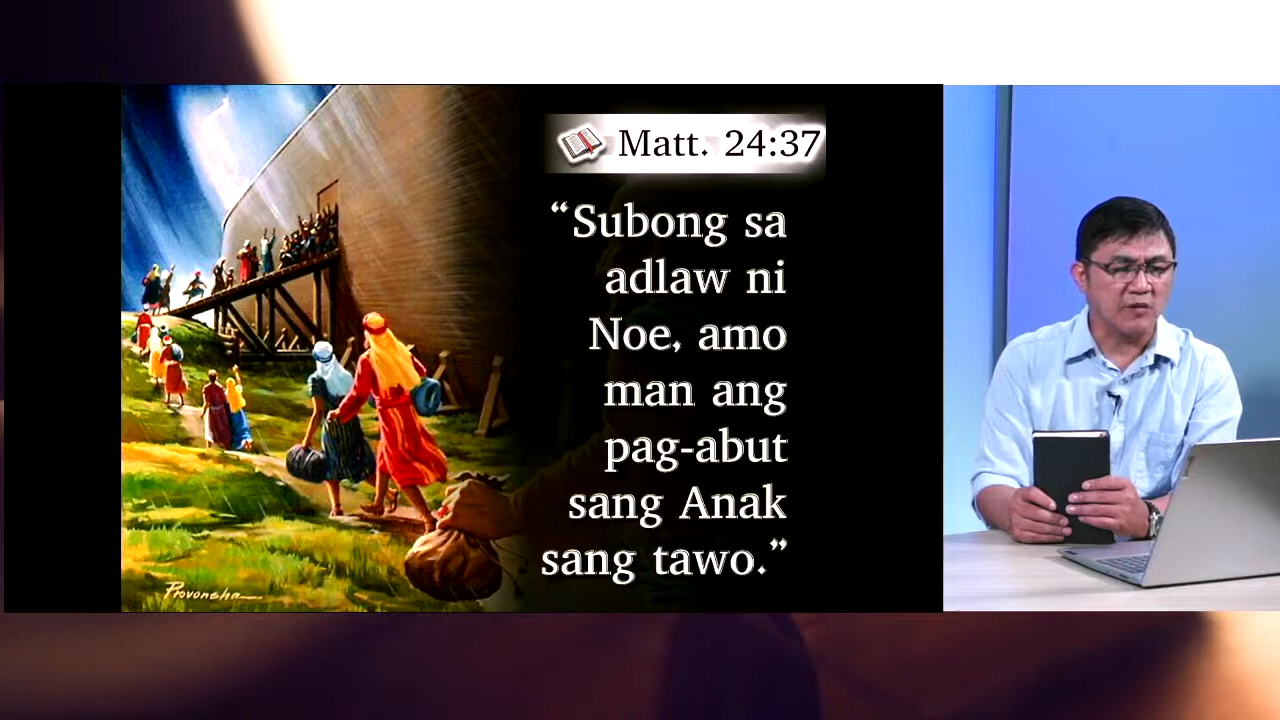 Matt. 24:37
“Subong sa
adlaw ni
Noe, amo
man ang
pag-abut
sang Anak
sang tawo.”
Provonsha